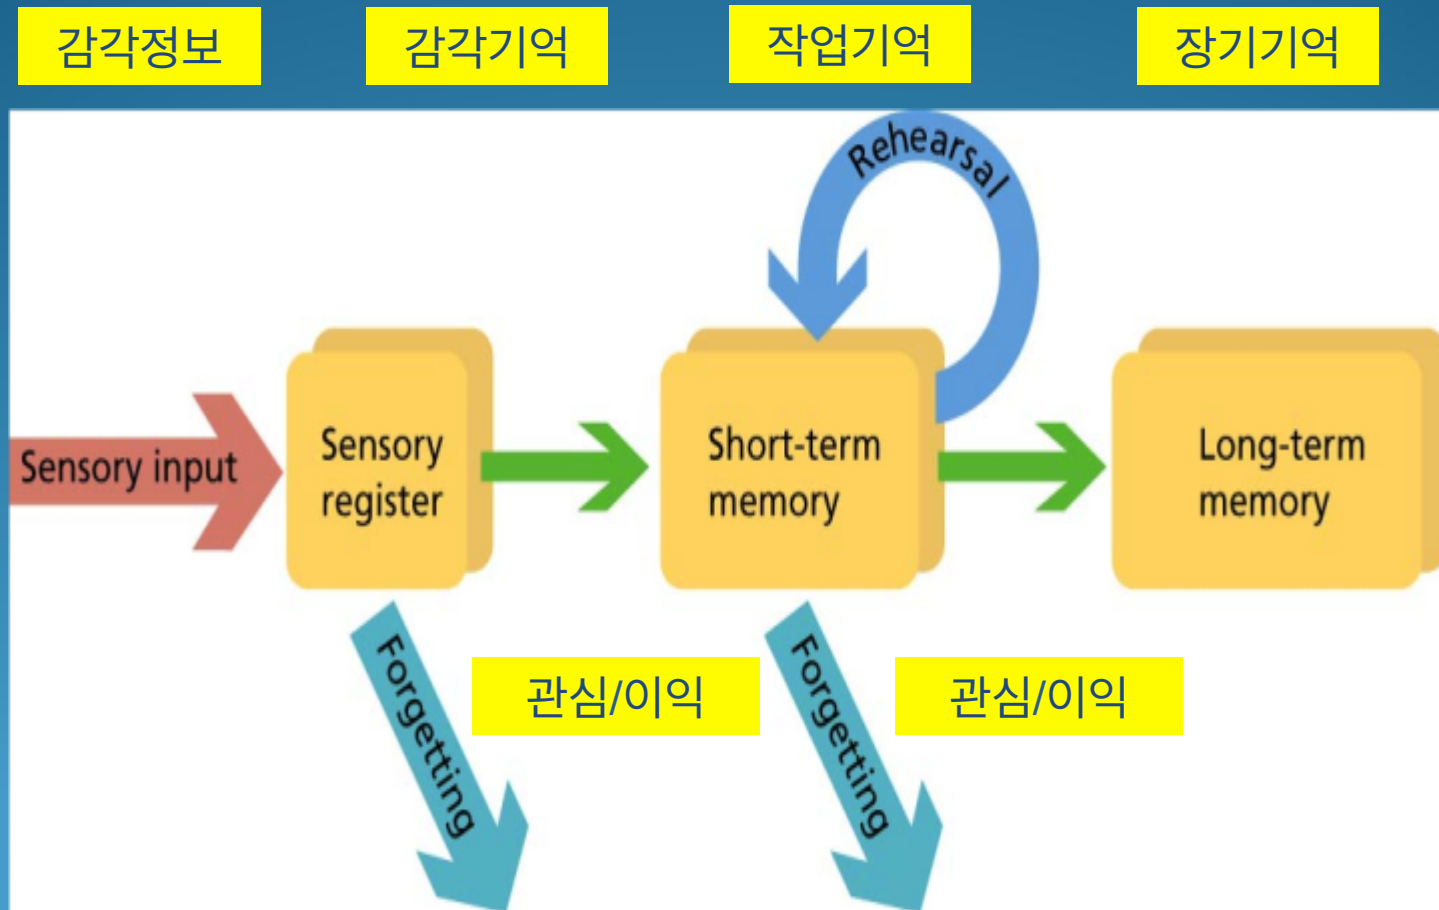 감각정보
감각기억
작업기억
장기기억
Rehearsal
Sensory input
Sensory
register
Short-term
memory
Long-term
memory
Forgetting
관심/이익
Forgetting
관심/이익